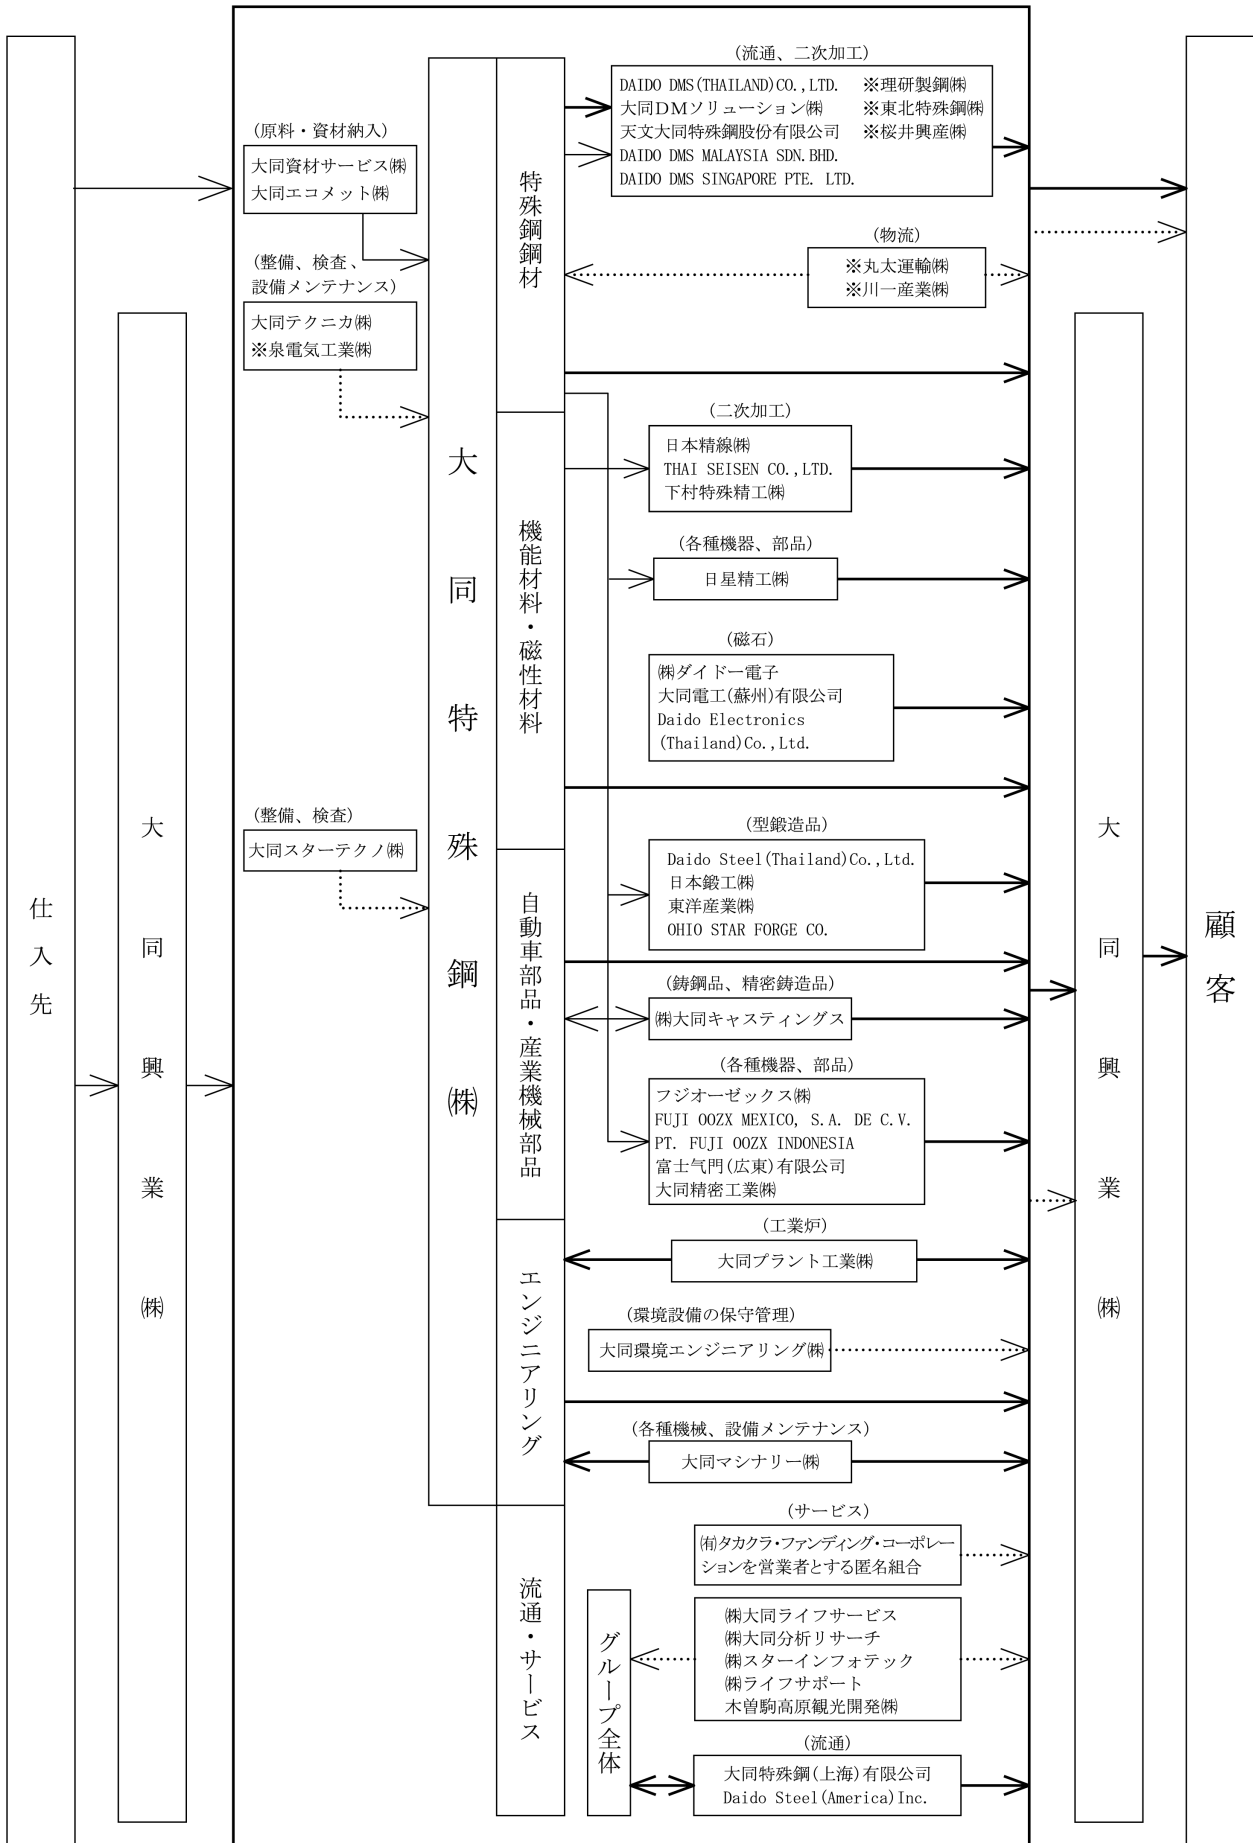 仕入先
大同興業㈱
(原料・資材納入)
大同資材サービス㈱
大同エコメット㈱
(整備、検査、
設備メンテナンス)
大同テクニカ㈱
※泉電気工業㈱
(整備、検査)
大同スターテクノ㈱
大同特殊鋼㈱
特殊鋼鋼材
(流通、二次加工)
DAIDO DMS(THAILAND)CO.,LTD. ※理研製鋼㈱
大同DMソリューション㈱ ※東北特殊鋼㈱
天文大同特殊鋼股份有限公司 ※桜井興産㈱
DAIDO DMS MALAYSIA SDN.BHD.
DAIDO DMS SINGAPORE PTE. LTD.
(物流)
※丸太運輸㈱
※川一産業㈱
機能材料・磁性材料
(二次加工)
日本精線㈱
THAI SEISEN CO.,LTD.
下村特殊精工㈱
(各種機器、部品)
日星精工㈱
(磁石)
㈱ダイドー電子
大同電工(蘇州)有限公司
Daido Electronics
(Thailand)Co.,Ltd.
自動車部品・産業機械部品
(型鍛造品)
Daido Steel(Thailand)Co.,Ltd.
日本鍛工㈱
東洋産業㈱
OHIO STAR FORGE CO.
(鋳鋼品、精密鋳造品)
㈱大同キャスティングス
(各種機器、部品)
フジオーゼックス㈱
FUJI OOZX MEXICO, S.A. DE C.V.
PT. FUJI OOZX INDONESIA
富士气門(広東)有限公司
大同精密工業㈱
エンジニアリング
(工業炉)
大同プラント工業㈱
(環境設備の保守管理)
大同環境エンジニアリング㈱
(各種機械、設備メンテナンス)
大同マシナリー㈱
流通・サービス
(サービス)
㈲タカクラ・ファンディング・コーポレー
ションを営業者とする匿名組合
グループ全体
㈱大同ライフサービス
㈱大同分析リサーチ
㈱スターインフォテック
㈱ライフサポート
木曽駒高原観光開発㈱
(流通)
大同特殊鋼(上海)有限公司
Daido Steel(America)Inc.
大同興業㈱
顧客